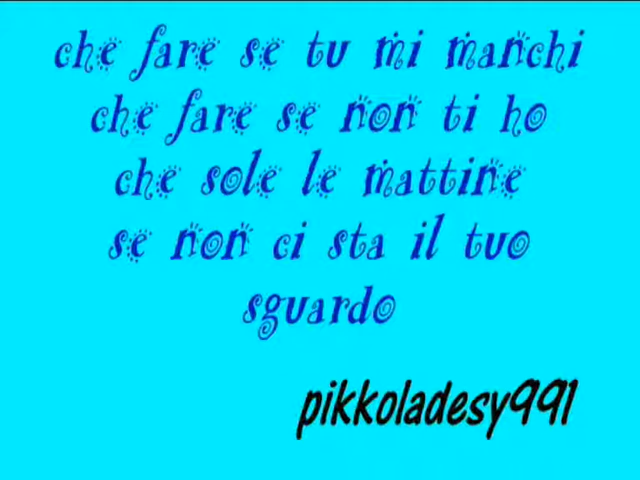 che fare se tu mi manchi
che fare se non ti ho
che sole le mattine
se non ci sta il tuo
sguardo
pikkoladesy991